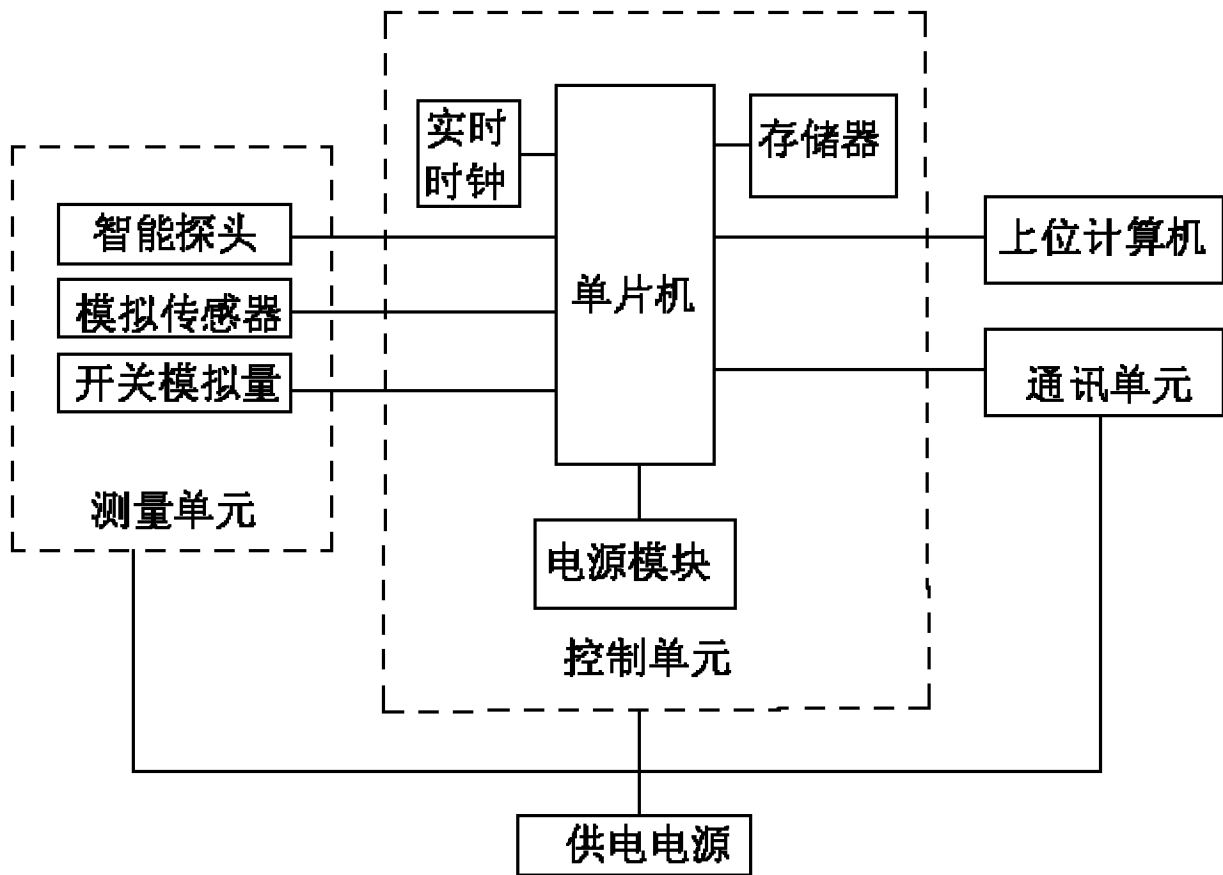 实时
时钟
存储器
智能探头
模拟传感器
开关模拟量
测量单元
单片机
上位计算机
通讯单元
电源模块
控制单元
供电电源